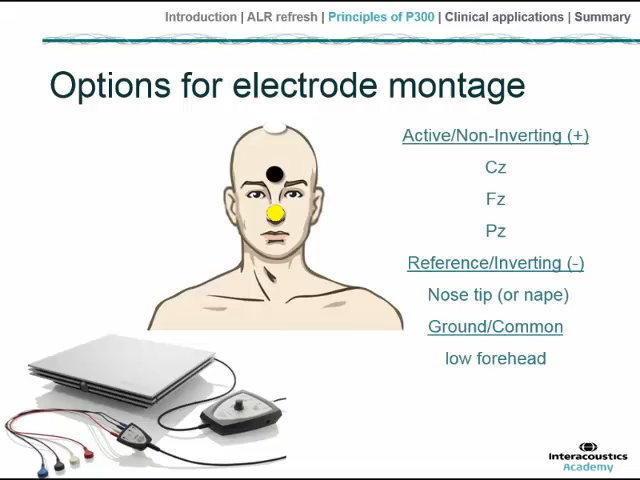 Introduction | ALR refresh | Principles of P300 | Clinical applications | Summary
Options for electrode montage
Active/Non-Inverting (+)
Cz
Fz
Pz
Reference/Inverting (-)
Nose tip (or nape)
Ground/Common
low forehead
Interacoustics
Academy